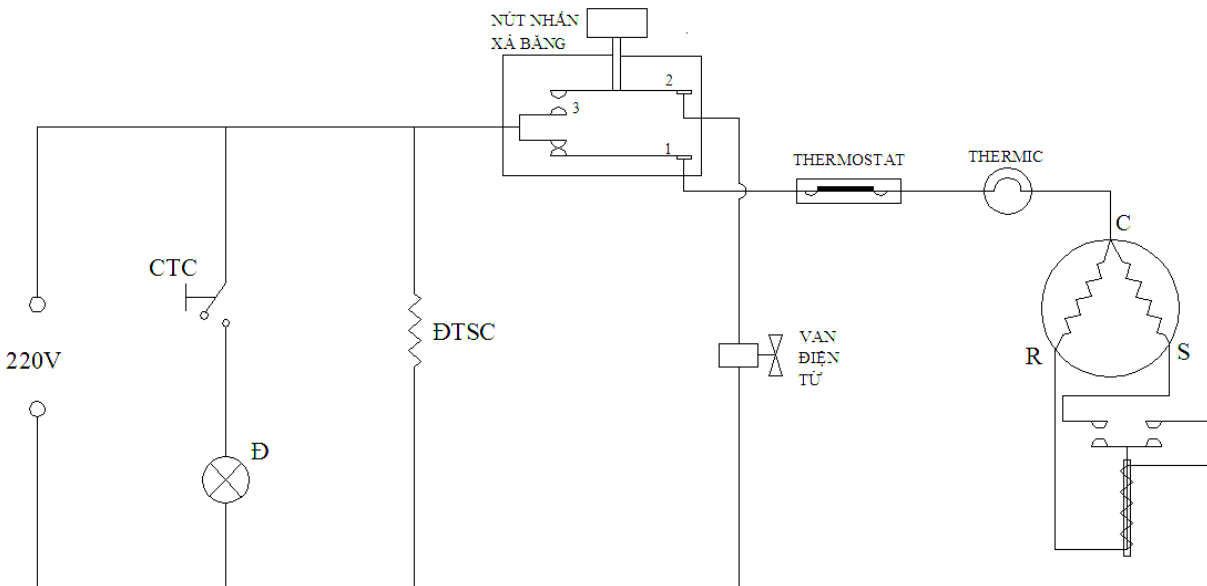 NÚT NHẤN
XẢ BĂNG
2
3
1
THERMOSTAT
THERMIC
C
CTC
ĐTSC
220V
VAN
ĐIỆN
TỪ
R
S
Đ